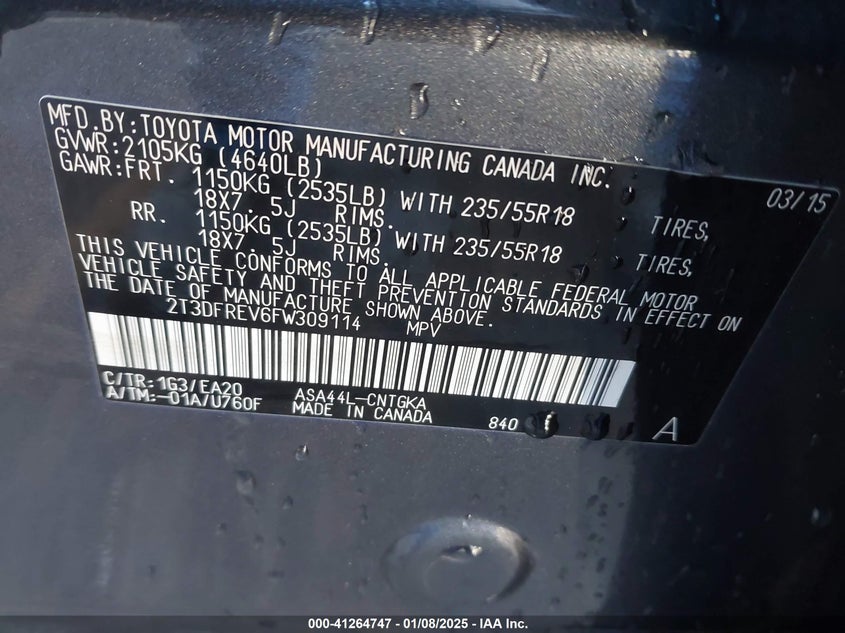 MFD.BY:TOYOTA MOTOR MANUFACTURING CANADA INC.
03/15
GVWR:2105KG (4640LB)
GAWR:FRT. 1150KG (2535LB) WITH 235/55R18 TIRES,
18X7.5J RIMS.
RR. 1150KG (2535LB) WITH 235/55R18 TIRES,
18X7.5J RIMS.
THIS VEHICLE CONFORMS TO ALL APPLICABLE FEDERAL MOTOR
VEHICLE SAFETY AND THEFT PREVENTION STANDARDS IN EFFECT ON
THE DATE OF MANUFACTURE SHOWN ABOVE.
2T3DFREV6FW309114 MPV
C/TR:1G3/EA20 ASA44L-CNTGKA
A/TM:-01A/U760F MADE IN CANADA
840 A
000-41264747 - 01/08/2025 - IAA Inc.